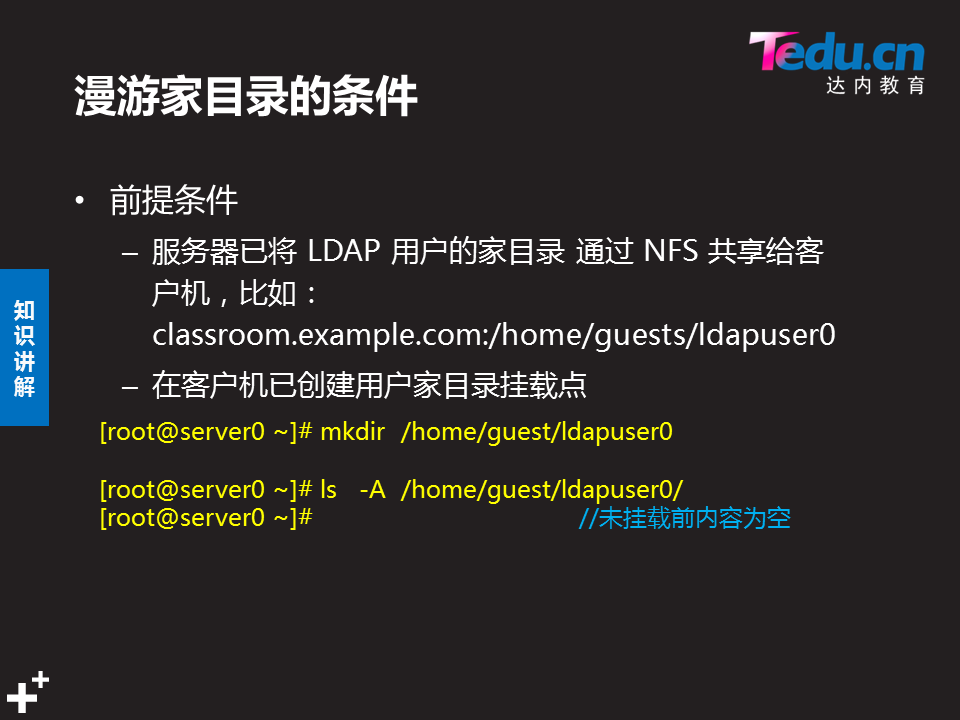 Tedu.cn
达内教育
漫游家目录的条件
• 前提条件
– 服务器已将 LDAP 用户的家目录 通过 NFS 共享给客
户机，比如：
classroom.example.com:/home/guests/ldapuser0
– 在客户机已创建用户家目录挂载点
知
识
讲
解
[root@server0 ~]# mkdir /home/guest/ldapuser0
[root@server0 ~]# ls -A /home/guest/ldapuser0/
[root@server0 ~]# //未挂载前内容为空